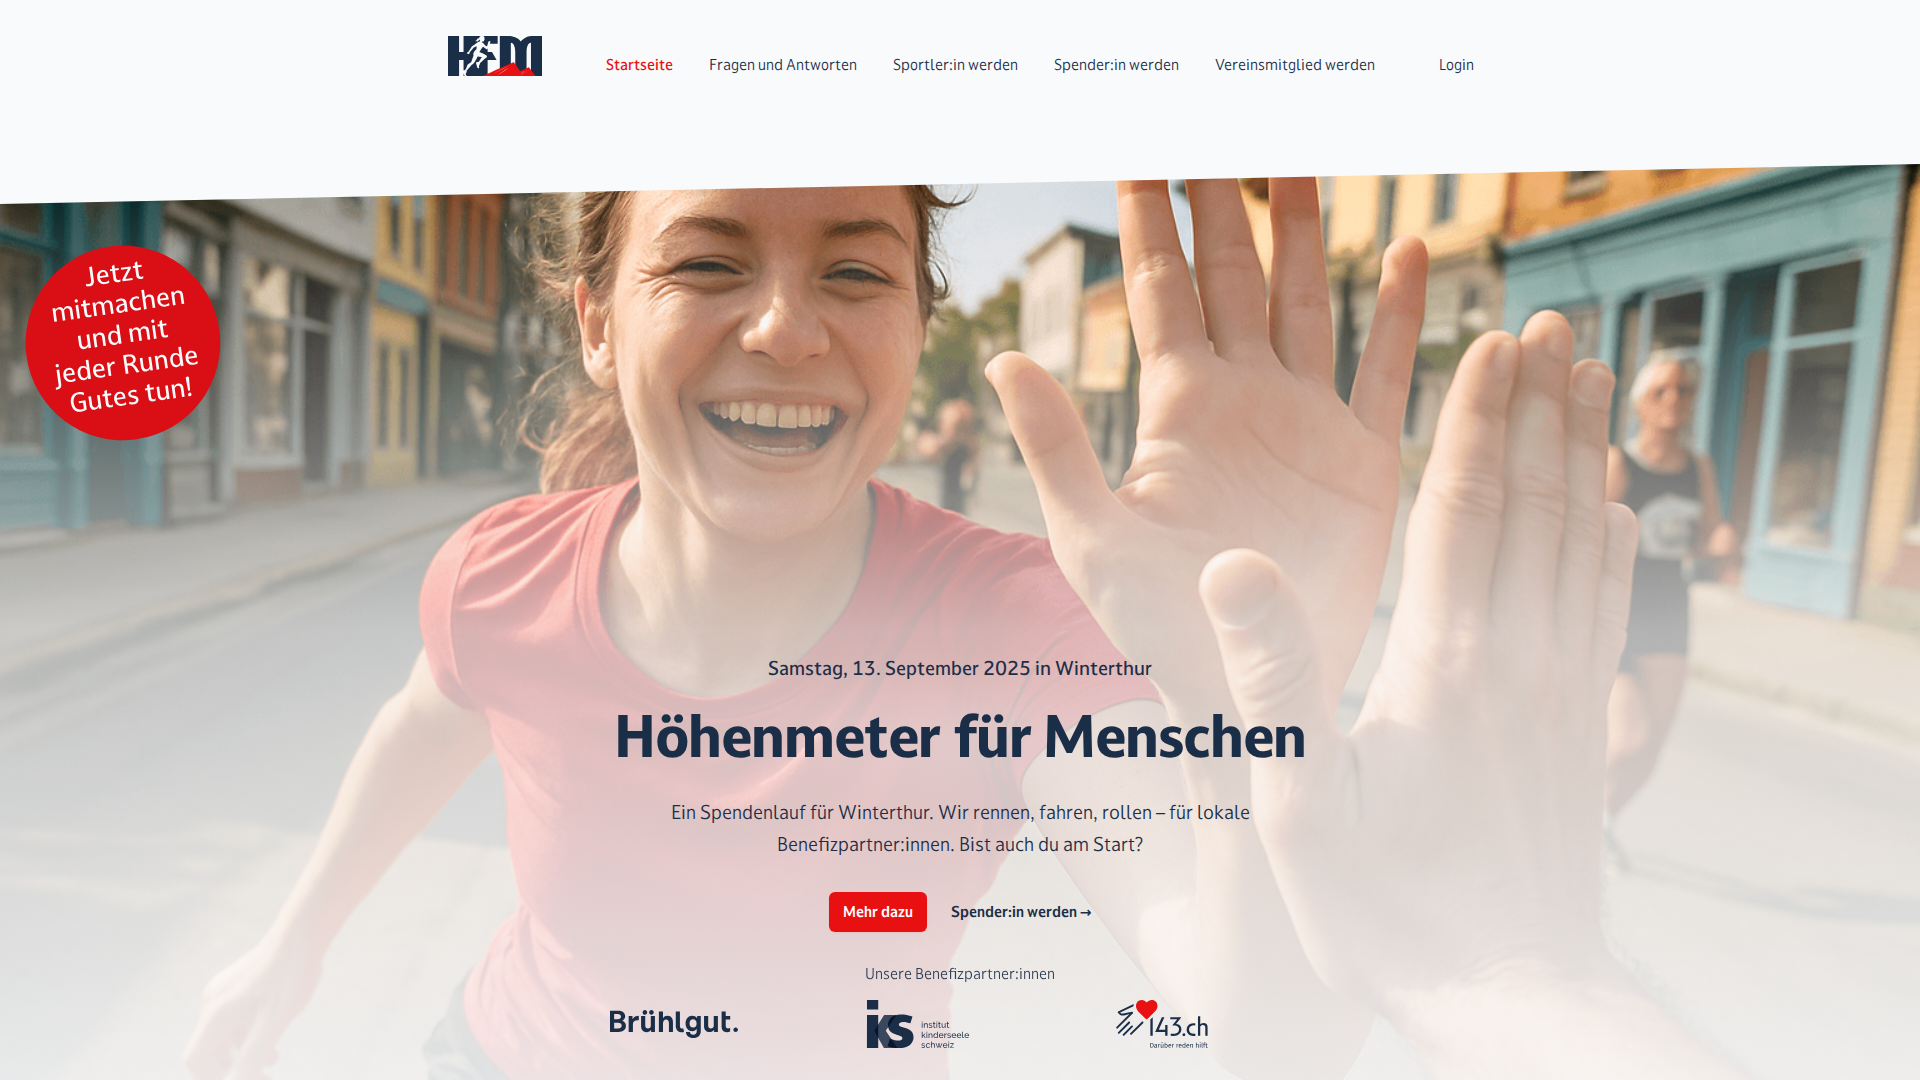 HFM
Startseite
Fragen und Antworten
Sportler:in werden
Spender:in werden
Vereinsmitglied werden
Login
Jetzt
mitmachen
und mit
jeder Runde
Gutes tun!
Samstag, 13. September 2025 in Winterthur
Höhenmeter für Menschen
Ein Spendenlauf für Winterthur. Wir rennen, fahren, rollen – für lokale
Benefizpartner:innen. Bist auch du am Start?
Mehr dazu
Spender:in werden →
Unsere Benefizpartner:innen
Brühlgut.
iks
institut
kinderseele
schweiz
143.ch
Darüber reden hilft